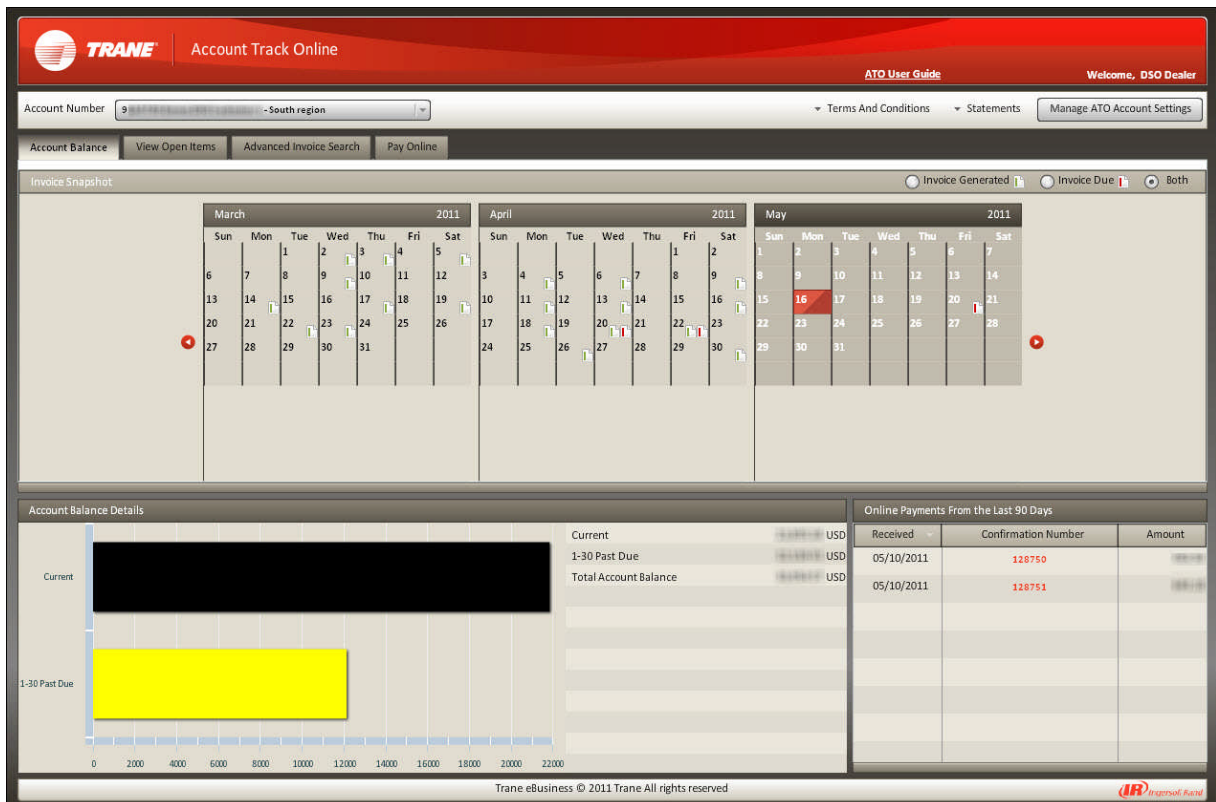 TRANE Account Track Online
ATO User Guide Welcome, DSO Dealer
Account Number 9 - South region Terms And Conditions Statements Manage ATO Account Settings
Account Balance View Open Items Advanced Invoice Search Pay Online
Invoice Snapshot Invoice Generated Invoice Due Both
March 2011 April 2011 May 2011
Sun Mon Tue Wed Thu Fri Sat Sun Mon Tue Wed Thu Fri Sat Sun Mon Tue Wed Thu Fri Sat
1 2 3 4 5 1 2 1 2 3 4 5 6 7
6 7 8 9 10 11 12 3 4 5 6 7 8 9 8 9 10 11 12 13 14
13 14 15 16 17 18 19 10 11 12 13 14 15 16 15 16 17 18 19 20 21
20 21 22 23 24 25 26 17 18 19 20 21 22 23 22 23 24 25 26 27 28
27 28 29 30 31 24 25 26 27 28 29 30 29 30 31
Account Balance Details
Current
1-30 Past Due
0 2000 4000 6000 8000 10000 12000 14000 16000 18000 20000 22000
Current USD
1-30 Past Due USD
Total Account Balance USD
Online Payments From the Last 90 Days
Received Confirmation Number Amount
05/10/2011 128750
05/10/2011 128751
Trane eBusiness © 2011 Trane All rights reserved
IR Ingersoll Rand